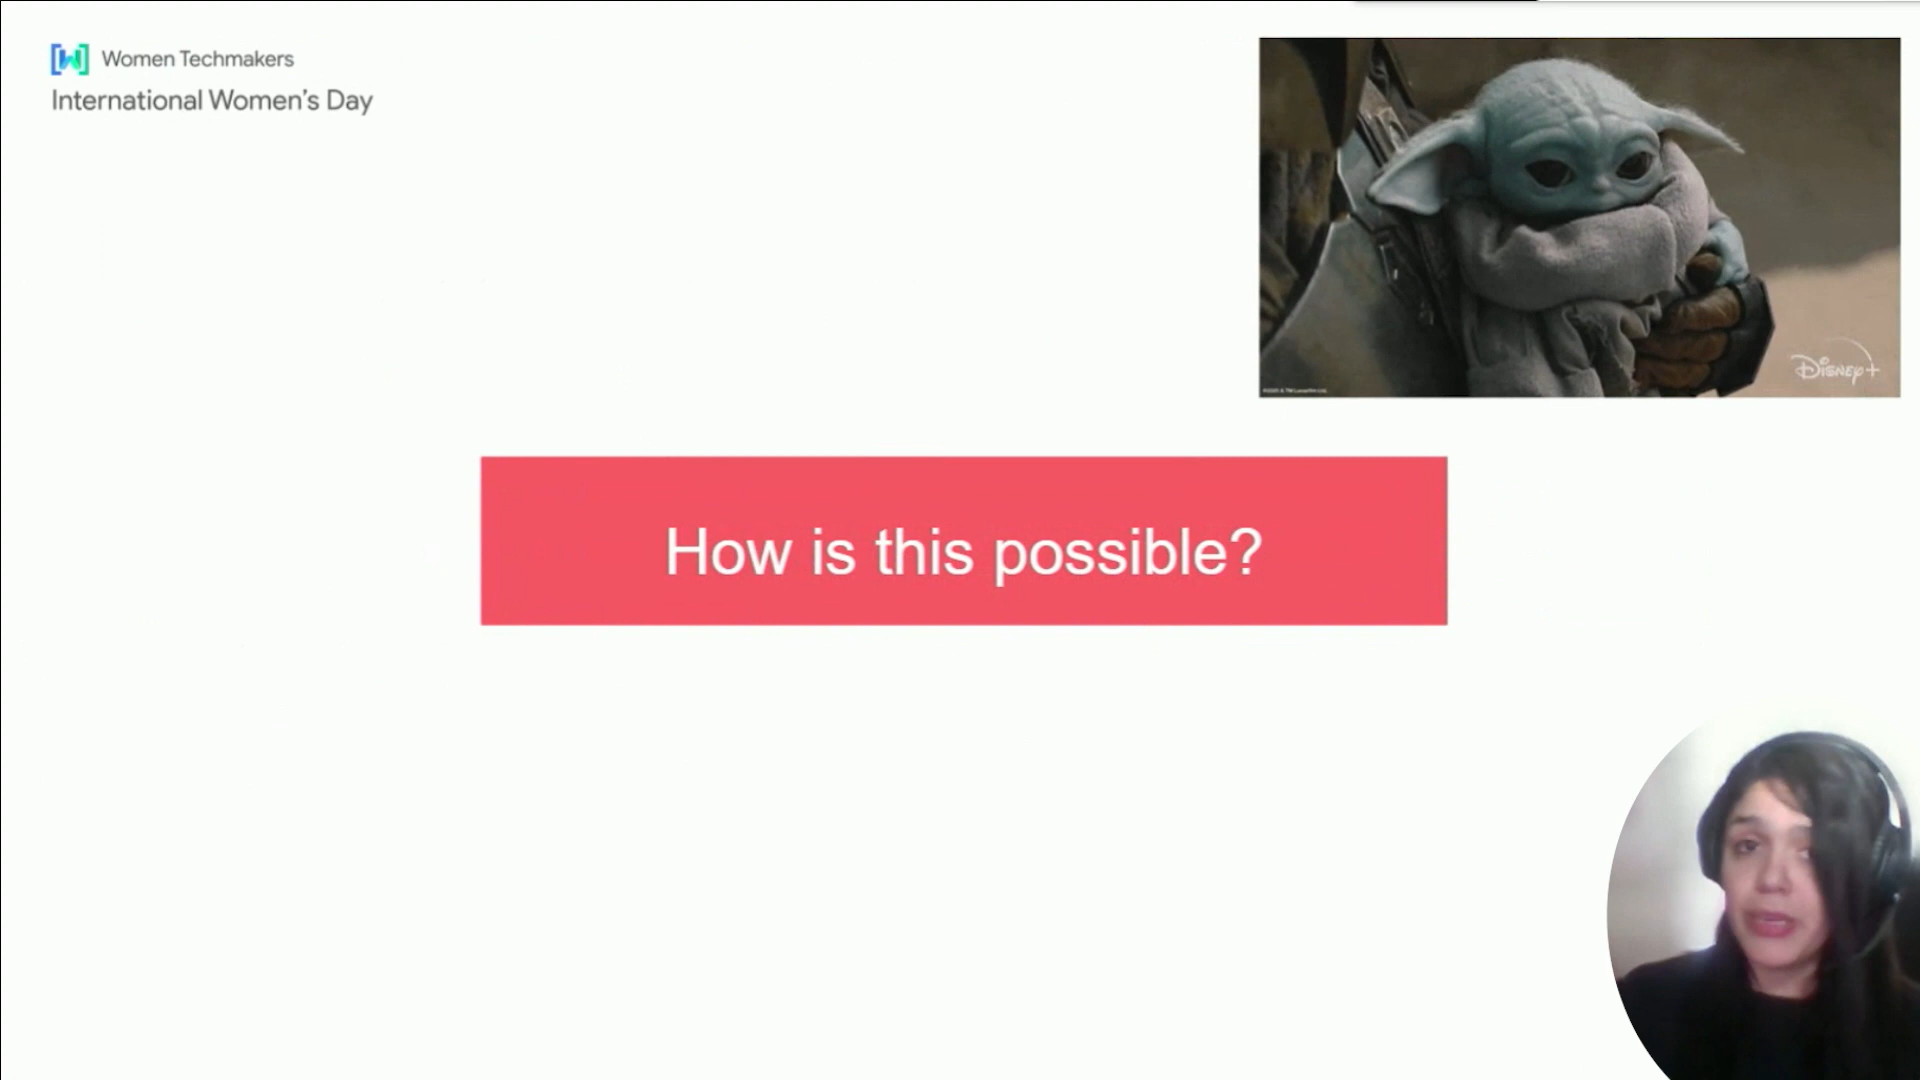 Women Techmakers
International Women's Day
Disney+
How is this possible?